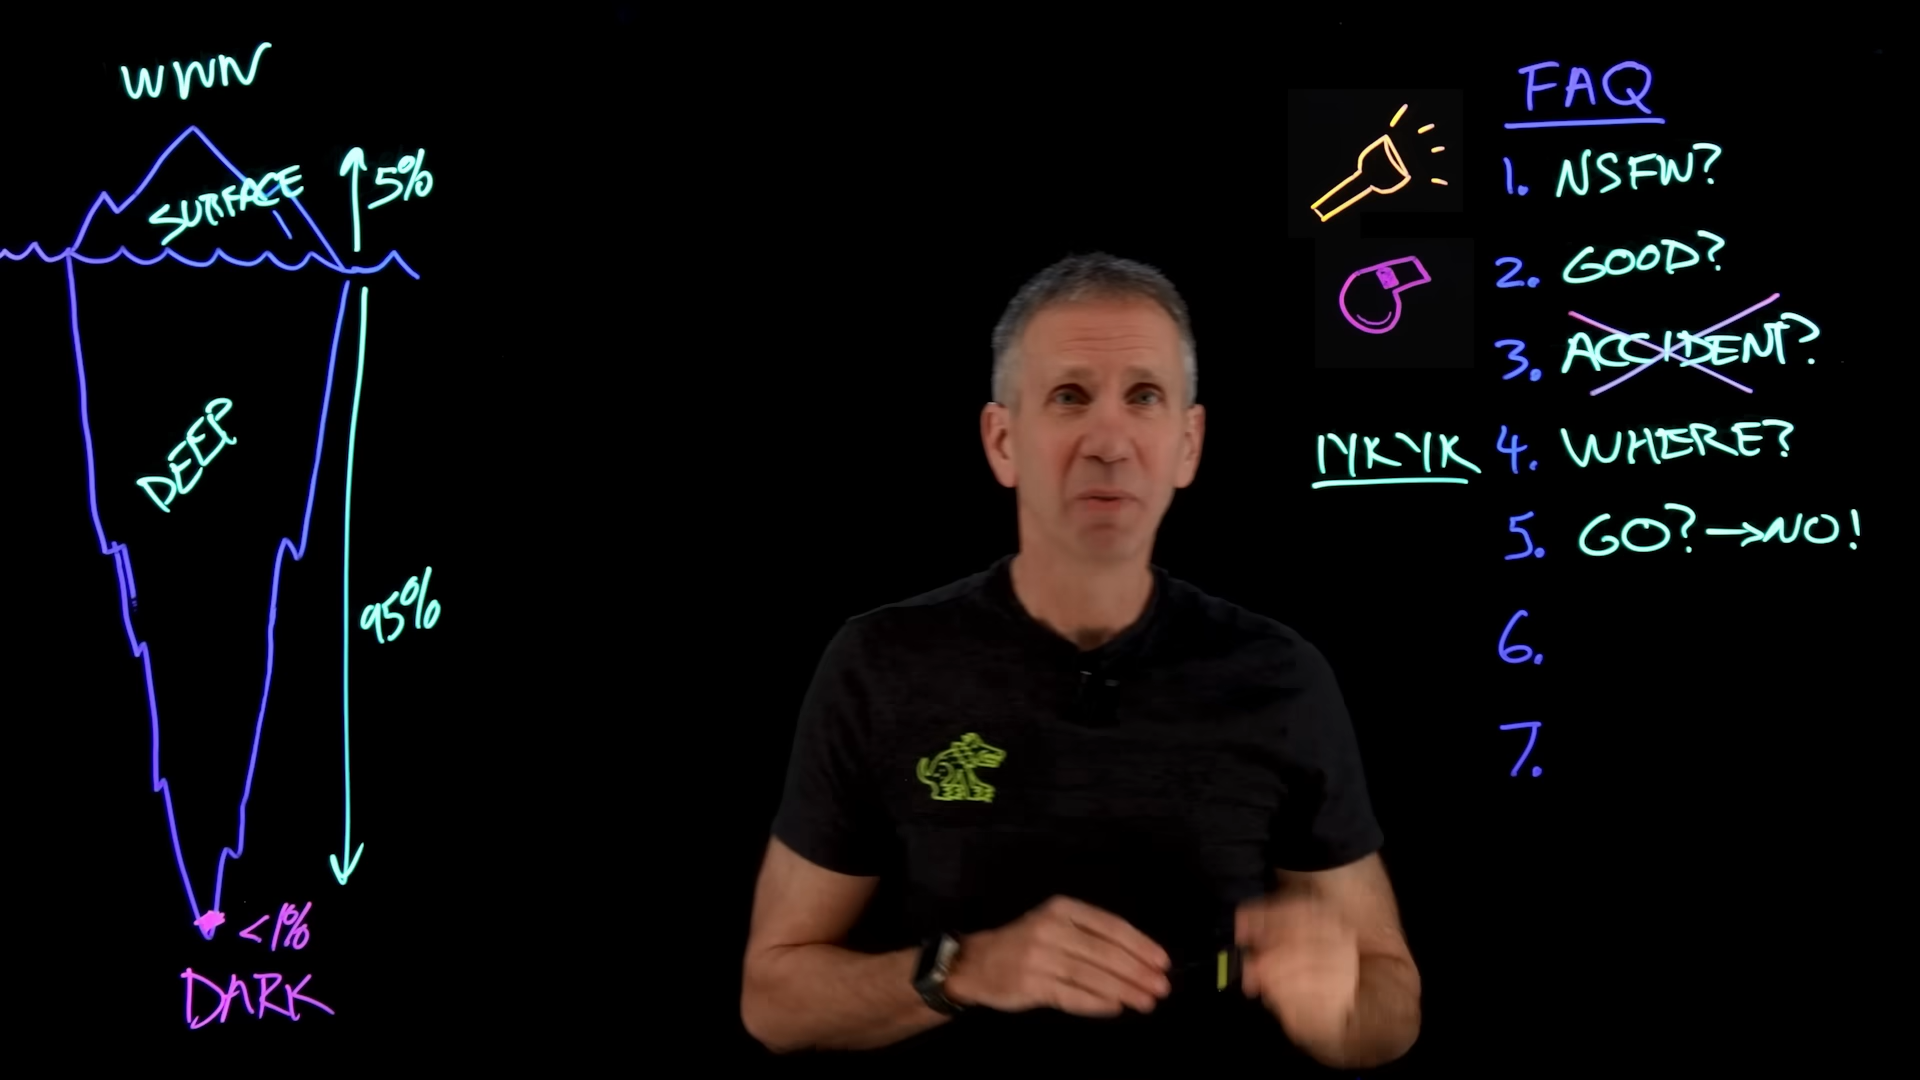 WWW
SURFACE
5%
DEEP
95%
<1%
DARK
FAQ
1. NSFW?
2. GOOD?
3. ACCIDENT?
IYKYK
4. WHERE?
5. GO?→NO!
6.
7.